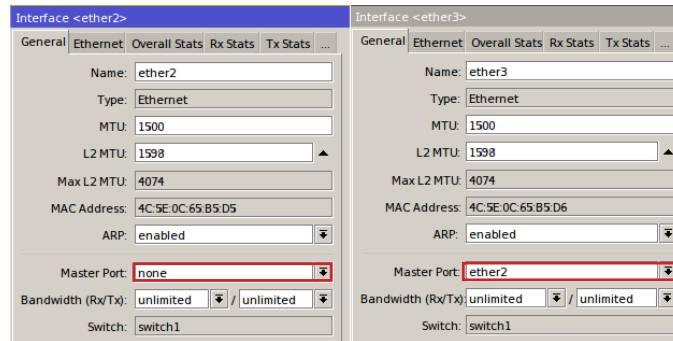 Interface <ether2>
General Ethernet Overall Stats Rx Stats Tx Stats ...
Name: ether2
Type: Ethernet
MTU: 1500
L2 MTU: 1598
Max L2 MTU: 4074
MAC Address: 4C:5E:0C:65:B5:D5
ARP: enabled
Master Port: none
Bandwidth (Rx/Tx): unlimited / unlimited
Switch: switch1
Interface <ether3>
General Ethernet Overall Stats Rx Stats Tx Stats ...
Name: ether3
Type: Ethernet
MTU: 1500
L2 MTU: 1598
Max L2 MTU: 4074
MAC Address: 4C:5E:0C:65:B5:D6
ARP: enabled
Master Port: ether2
Bandwidth (Rx/Tx): unlimited / unlimited
Switch: switch1